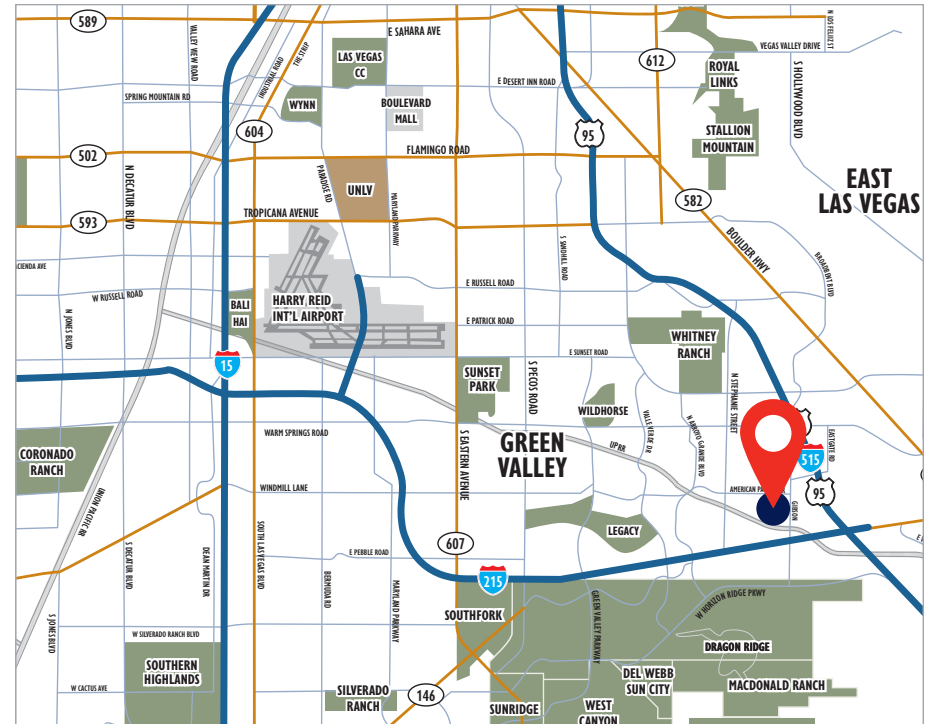 589
VALLEY VIEW ROAD
INDUSTRIAL ROAD
THE STRIP
E SAHARA AVE
LAS VEGAS
CC
E DESERT INN ROAD
612
ROYAL
LINKS
VEGAS VALLEY DRIVE
N LOS FELIZ ST
S HOLLYWOOD BLVD
SPRING MOUNTAIN RD
WYNN
BOULEVARD
MALL
604
95
STALLION
MOUNTAIN
502
FLAMINGO ROAD
N DECATUR BLVD
PARADISE RD
UNLV
MARYLAND PARKWAY
EAST
LAS VEGAS
582
593
TROPICANA AVENUE
BOULDER HWY
BROADBENT BLVD
S SANDHILL ROAD
CIENDA AVE
W RUSSELL ROAD
E RUSSELL ROAD
N JONES BLVD
BALI
HAI
HARRY REID
INT'L AIRPORT
E PATRICK ROAD
WHITNEY
RANCH
15
E SUNSET ROAD
SUNSET
PARK
S PECOS ROAD
N STEPHANIE STREET
WILDHORSE
VALLE VERDE DR
N ARROYO GRANDE BLVD
WARM SPRINGS ROAD
S EASTERN AVENUE
GREEN
VALLEY
UPRR
515
EASTGATE RD
CORONADO
RANCH
UNION PACIFIC RR
WINDMILL LANE
AMERICAN PA
95
GIBSON
LEGACY
S DECATUR BLVD
DEAN MARTIN DR
SOUTH LAS VEGAS BLVD
E PEBBLE ROAD
607
215
BERMUDA RD
MARYLAND PARKWAY
GREEN VALLEY PARKWAY
W HORIZON RIDGE PKWY
S JONES BLVD
SOUTHFORK
W SILVERADO RANCH BLVD
DRAGON RIDGE
SOUTHERN
HIGHLANDS
W CACTUS AVE
SILVERADO
RANCH
146
DEL WEBB
SUN CITY
MACDONALD RANCH
SUNRIDGE
WEST
CANYON